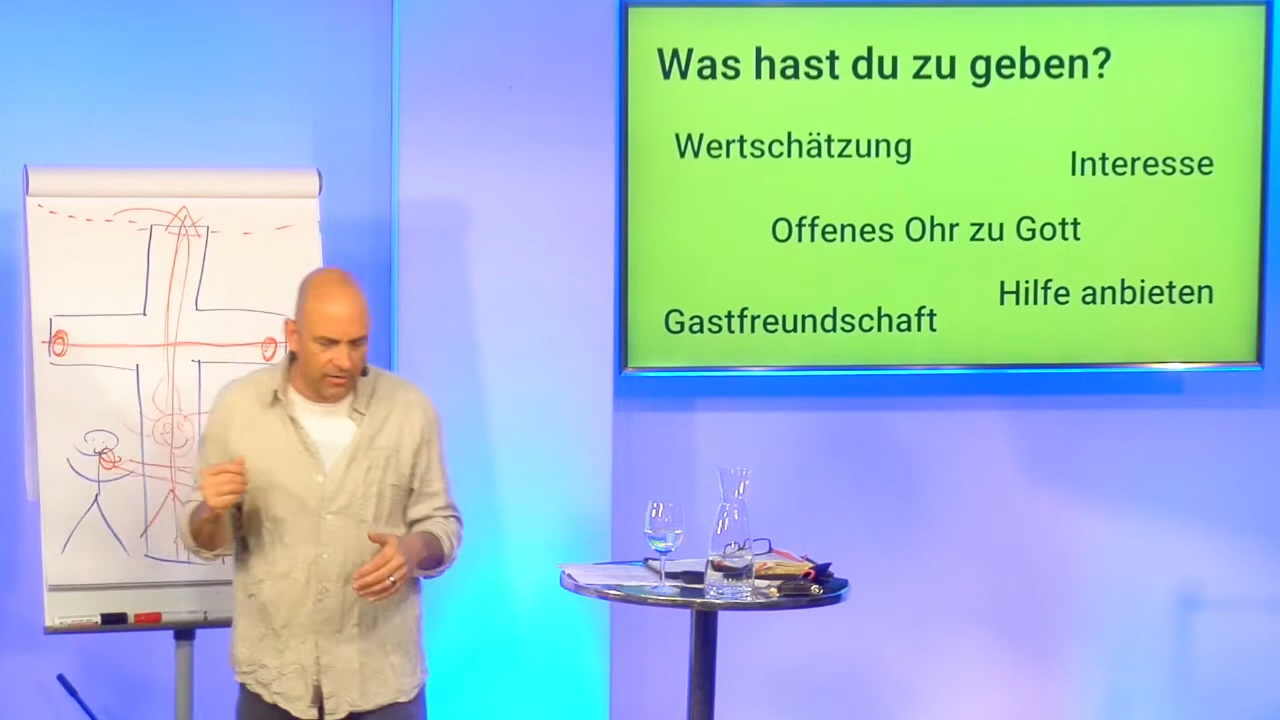 Was hast du zu geben?
Wertschätzung
Interesse
Offenes Ohr zu Gott
Hilfe anbieten
Gastfreundschaft